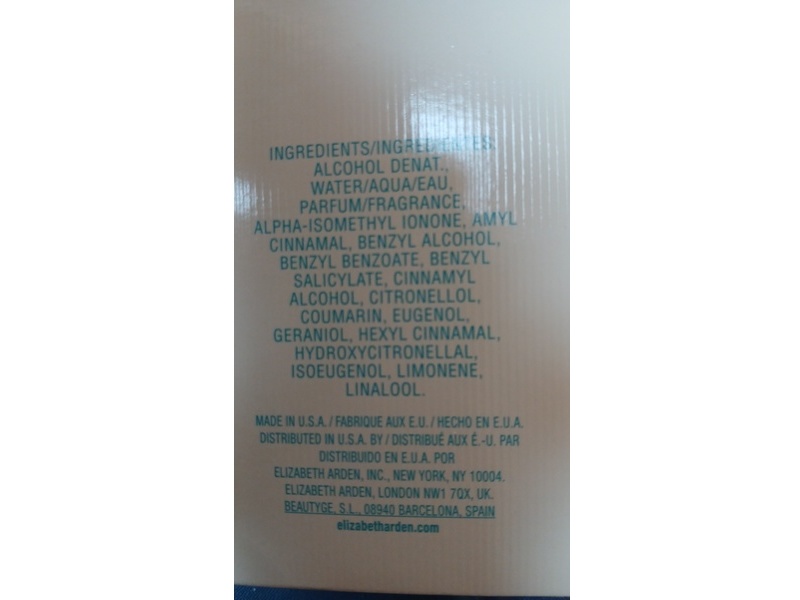 INGREDIENTS/INGREDIENTES:
ALCOHOL DENAT.,
WATER/AQUA/EAU,
PARFUM/FRAGRANCE,
ALPHA-ISOMETHYL IONONE, AMYL
CINNAMAL, BENZYL ALCOHOL,
BENZYL BENZOATE, BENZYL
SALICYLATE, CINNAMYL
ALCOHOL, CITRONELLOL,
COUMARIN, EUGENOL,
GERANIOL, HEXYL CINNAMAL,
HYDROXYCITRONELLAL,
ISOEUGENOL, LIMONENE,
LINALOOL.
MADE IN U.S.A. / FABRIQUE AUX E.U. / HECHO EN E.U.A.
DISTRIBUTED IN U.S.A. BY / DISTRIBUÉ AUX É.-U. PAR
DISTRIBUIDO EN E.U.A. POR
ELIZABETH ARDEN, INC., NEW YORK, NY 10004.
ELIZABETH ARDEN, LONDON NW1 7QX, UK.
BEAUTYGE, S.L., 08940 BARCELONA, SPAIN
elizabetharden.com